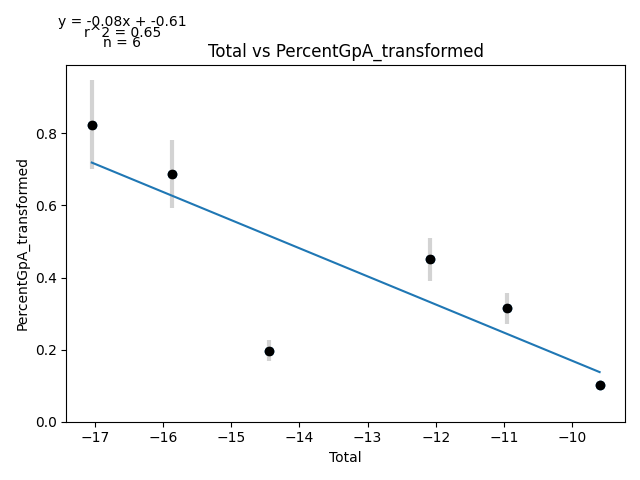 y = -0.08x + -0.61
r^2 = 0.65
n = 6
Total vs PercentGpA_transformed
PercentGpA_transformed
0.8
0.6
0.4
0.2
0.0
−17
−16
−15
−14
−13
−12
−11
−10
Total